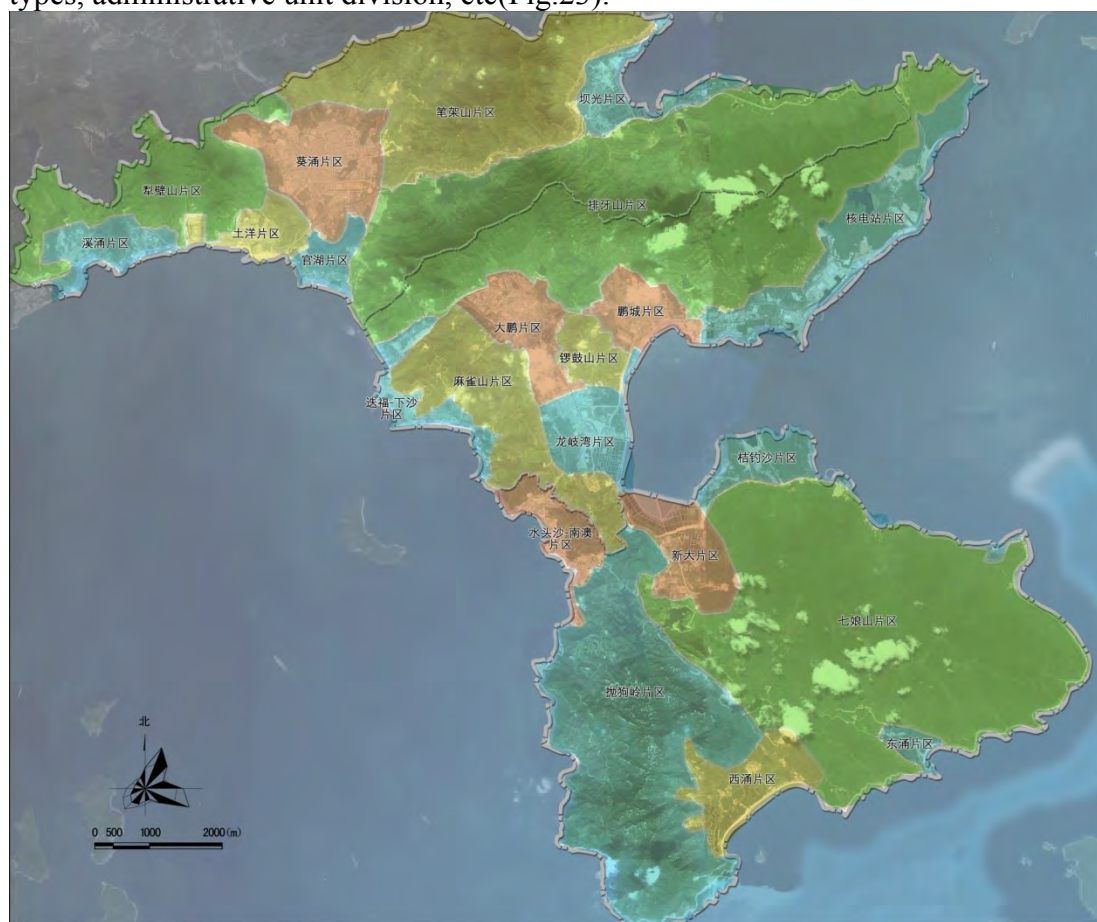 types, administrative unit division, etc(Fig.25).
笔架山片区
坝光片区
葵涌片区
犁壁山片区
排牙山片区
核电站片区
土洋片区
溪涌片区
官湖片区
大鹏片区
鹏城片区
锣鼓山片区
麻雀山片区
迭福-下沙
片区
龙岐湾片区
桔钓沙片区
水头沙-南澳
片区
新大片区
七娘山片区
抛狗岭片区
东涌片区
西涌片区
北
0 500 1000 2000(m)